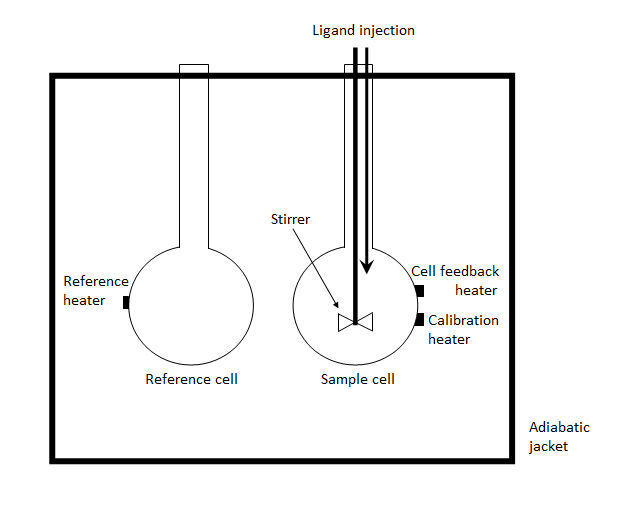 Ligand injection
Stirrer
Reference
heater
Cell feedback
heater
Calibration
heater
Reference cell
Sample cell
Adiabatic
jacket